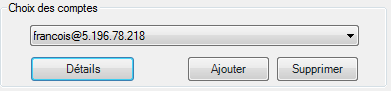 Choix des comptes
francois@5.196.78.218
Détails
Ajouter
Supprimer